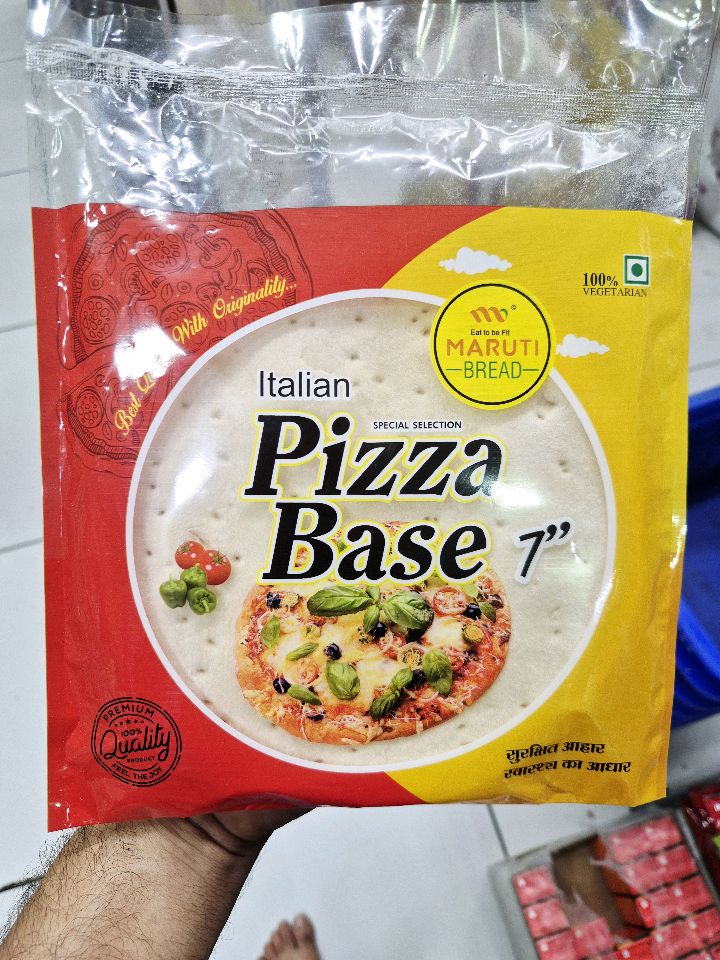 100%
VEGETARIAN
Best Quality With Originality...
Eat to be Fit
MARUTI
BREAD
Italian
SPECIAL SELECTION
Pizza
Base 7”
PREMIUM
100%
Quality
PRODUCT
FEEL THE JOY
सुरक्षित आहार
स्वास्थ्य का आधार